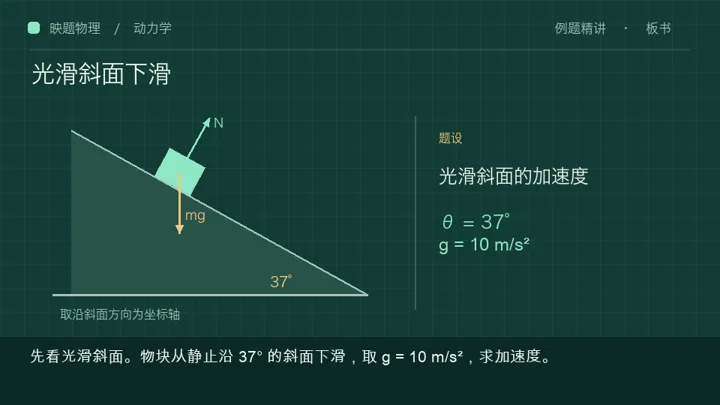 映题物理 / 动力学
例题精讲 · 板书
光滑斜面下滑
N
mg
37°
取沿斜面方向为坐标轴
题设
光滑斜面的加速度
θ = 37°
g = 10 m/s²
先看光滑斜面。物块从静止沿 37° 的斜面下滑，取 g = 10 m/s²，求加速度。